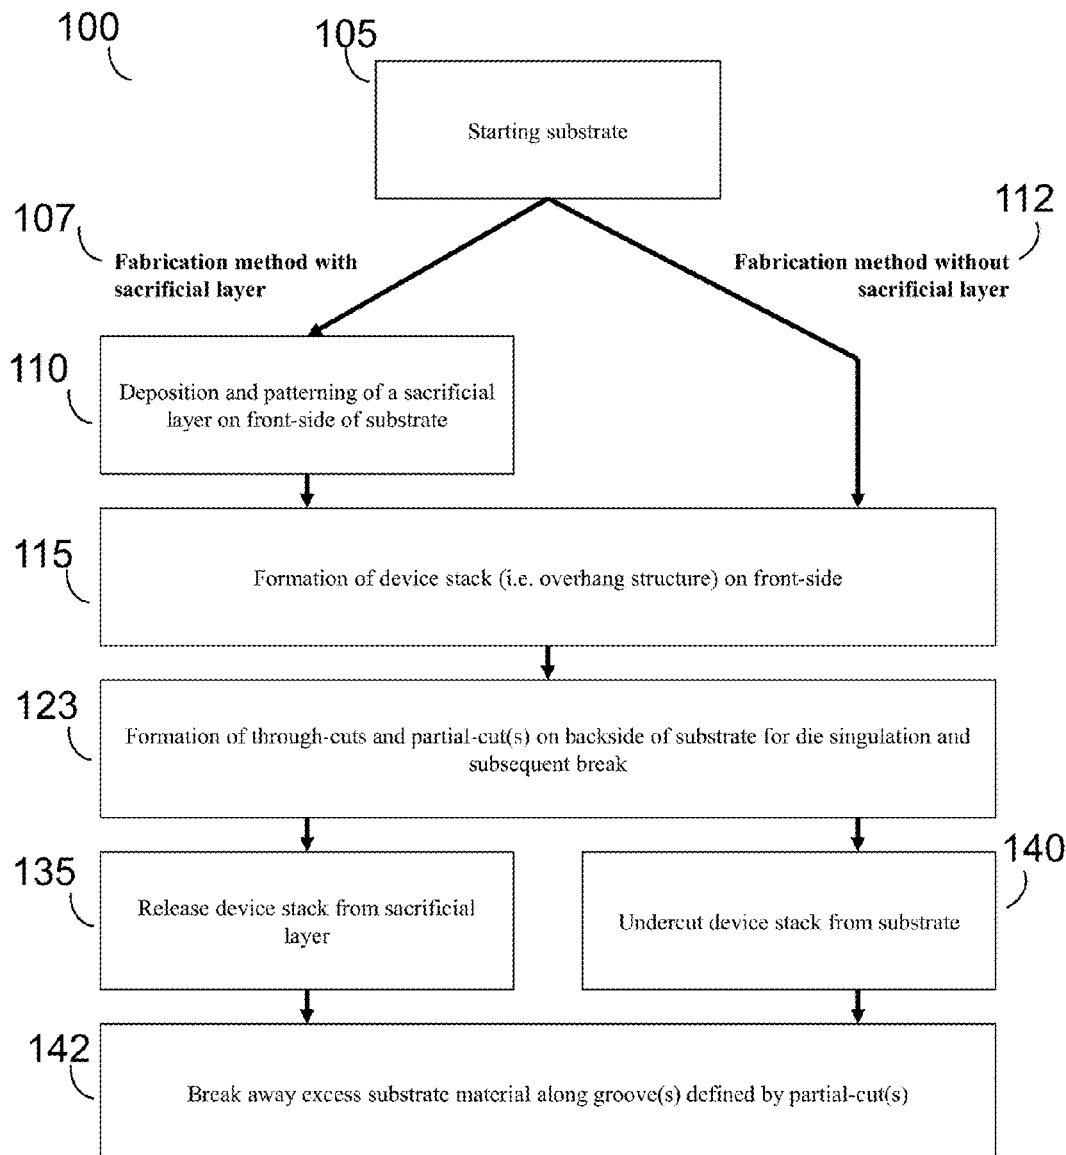 100
105
Starting substrate
107
112
Fabrication method with
sacrificial layer
Fabrication method without
sacrificial layer
110
Deposition and patterning of a sacrificial
layer on front-side of substrate
115
Formation of device stack (i.e. overhang structure) on front-side
123
Formation of through-cuts and partial-cut(s) on backside of substrate for die singulation and
subsequent break
135
Release device stack from sacrificial
layer
140
Undercut device stack from substrate
142
Break away excess substrate material along groove(s) defined by partial-cut(s)